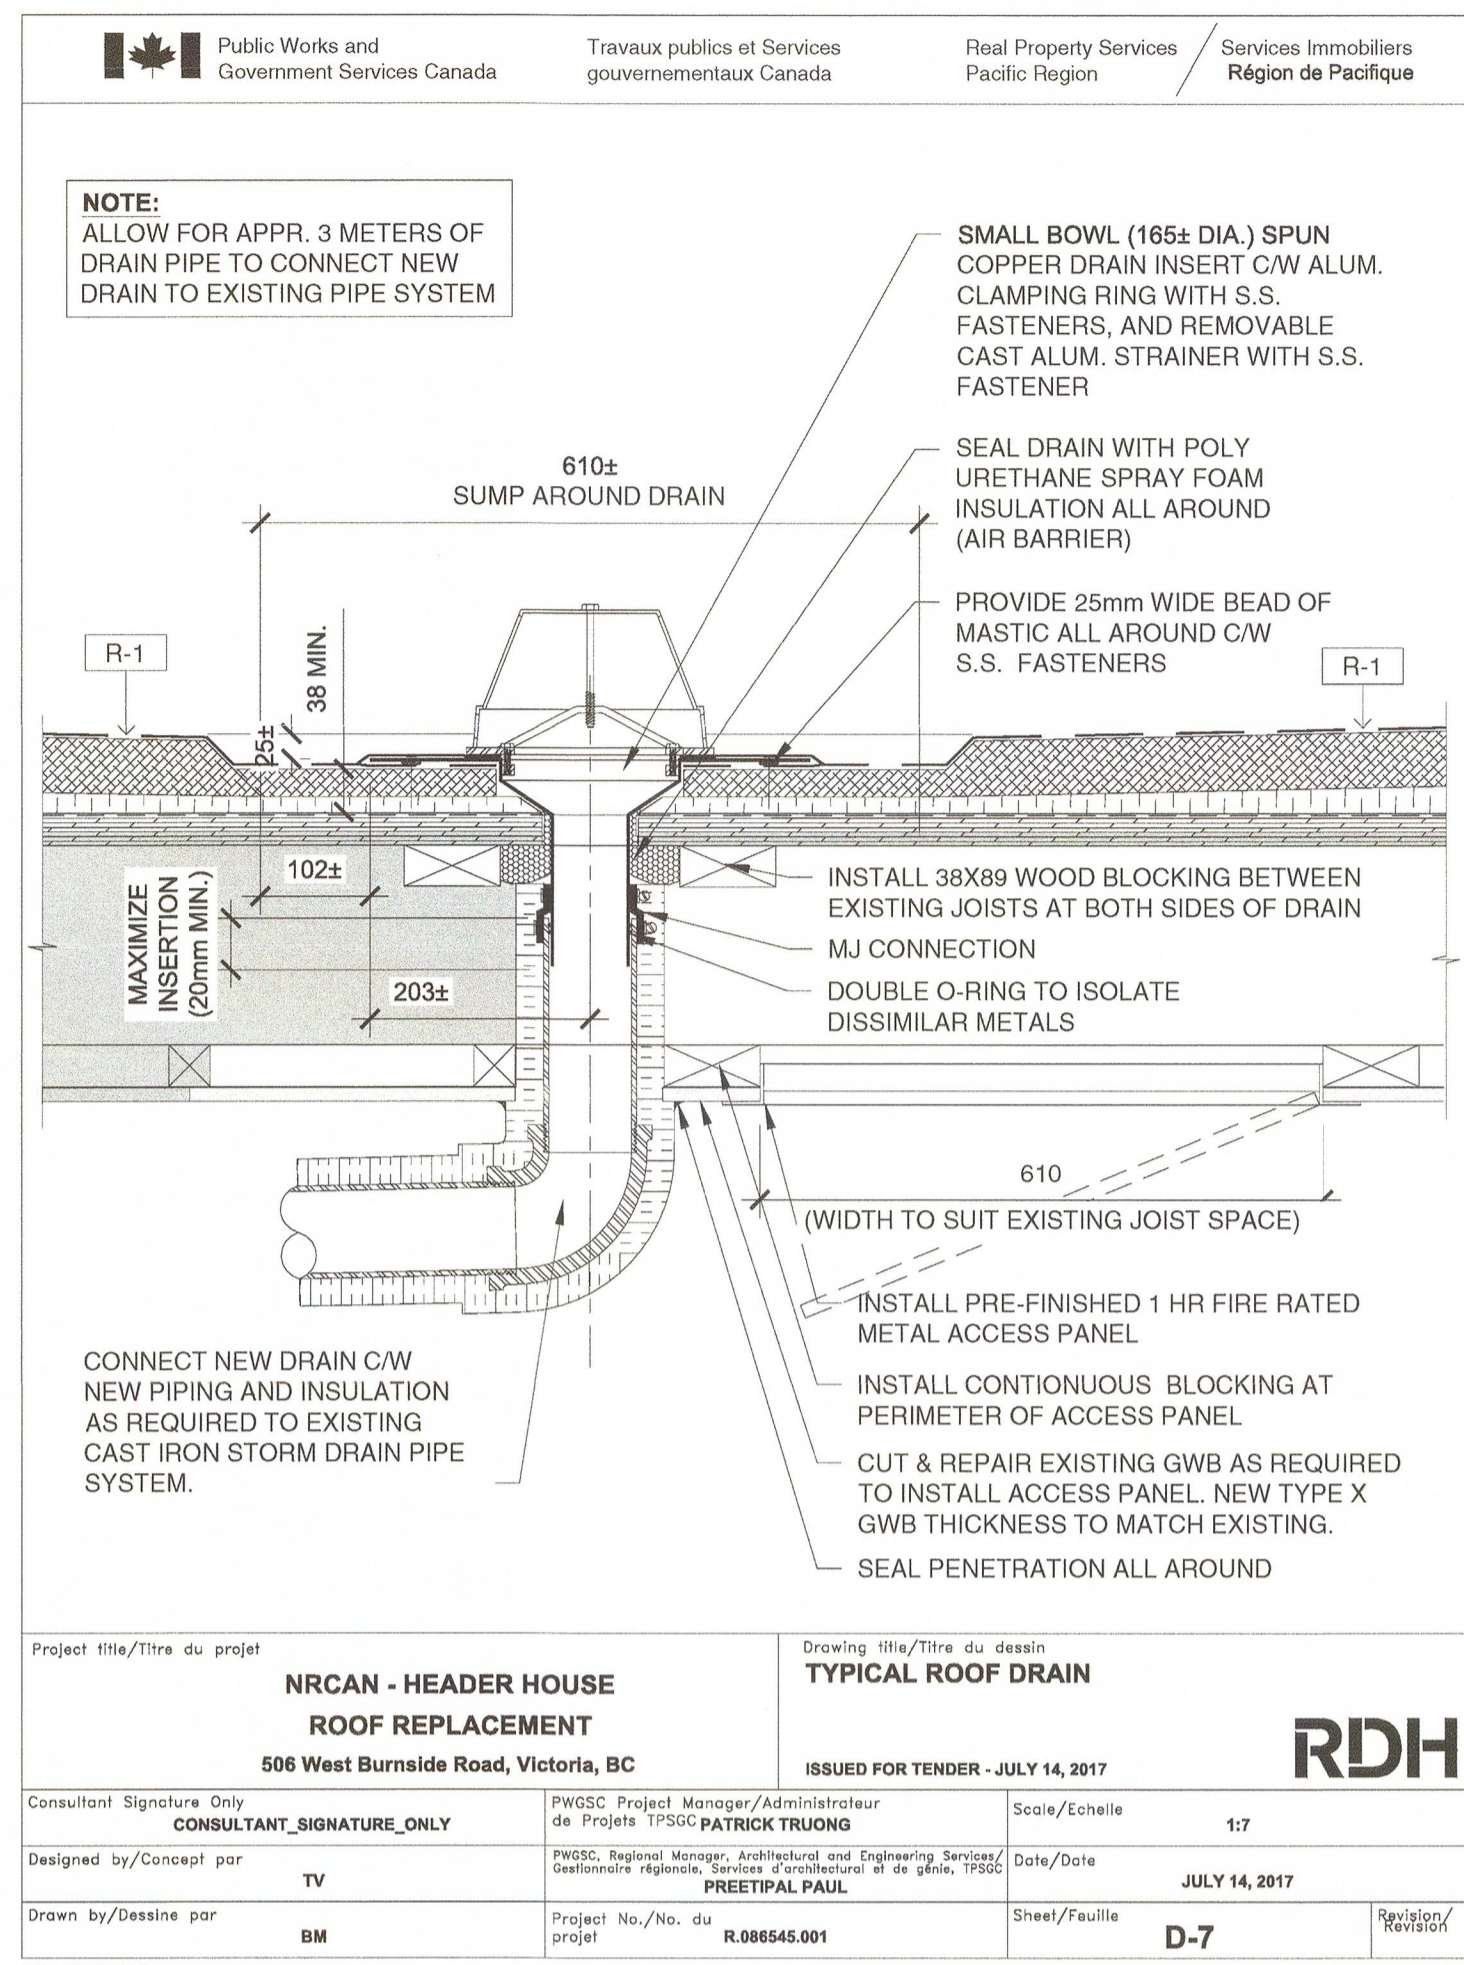 Public Works and
Government Services Canada
Travaux publics et Services
gouvernementaux Canada
Real Property Services
Pacific Region
Services Immobiliers
Région de Pacifique
NOTE:
ALLOW FOR APPR. 3 METERS OF
DRAIN PIPE TO CONNECT NEW
DRAIN TO EXISTING PIPE SYSTEM
SMALL BOWL (165± DIA.) SPUN
COPPER DRAIN INSERT C/W ALUM.
CLAMPING RING WITH S.S.
FASTENERS, AND REMOVABLE
CAST ALUM. STRAINER WITH S.S.
FASTENER
SEAL DRAIN WITH POLY
URETHANE SPRAY FOAM
INSULATION ALL AROUND
(AIR BARRIER)
610±
SUMP AROUND DRAIN
PROVIDE 25mm WIDE BEAD OF
MASTIC ALL AROUND C/W
S.S. FASTENERS
R-1
R-1
38 MIN.
25±
102±
MAXIMIZE
INSERTION
(20mm MIN.)
203±
INSTALL 38X89 WOOD BLOCKING BETWEEN
EXISTING JOISTS AT BOTH SIDES OF DRAIN
MJ CONNECTION
DOUBLE O-RING TO ISOLATE
DISSIMILAR METALS
610
(WIDTH TO SUIT EXISTING JOIST SPACE)
INSTALL PRE-FINISHED 1 HR FIRE RATED
METAL ACCESS PANEL
INSTALL CONTIONUOUS BLOCKING AT
PERIMETER OF ACCESS PANEL
CUT & REPAIR EXISTING GWB AS REQUIRED
TO INSTALL ACCESS PANEL. NEW TYPE X
GWB THICKNESS TO MATCH EXISTING.
SEAL PENETRATION ALL AROUND
CONNECT NEW DRAIN C/W
NEW PIPING AND INSULATION
AS REQUIRED TO EXISTING
CAST IRON STORM DRAIN PIPE
SYSTEM.
Project title/Titre du projet
NRCAN - HEADER HOUSE
ROOF REPLACEMENT
506 West Burnside Road, Victoria, BC
Drawing title/Titre du dessin
TYPICAL ROOF DRAIN
ISSUED FOR TENDER - JULY 14, 2017
RDH
Consultant Signature Only
CONSULTANT_SIGNATURE_ONLY
PWGSC Project Manager/Administrateur
de Projets TPSGC PATRICK TRUONG
Scale/Echelle
1:7
Designed by/Concept par
TV
PWGSC, Regional Manager, Architectural and Engineering Services/
Gestionnaire régionale, Services d'architectural et de génie, TPSGC
PREETIPAL PAUL
Date/Date
JULY 14, 2017
Drawn by/Dessine par
BM
Project No./No. du
projet
R.086545.001
Sheet/Feuille
D-7
Revision/
Revision